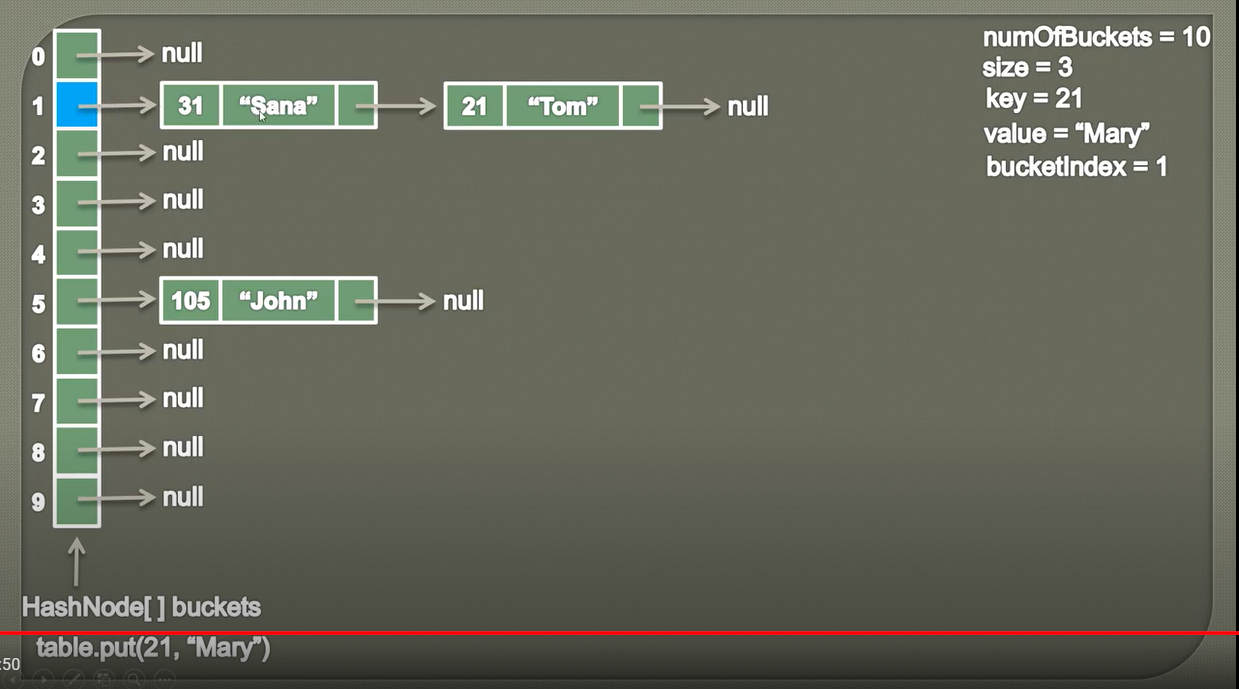 0 null
1 31 “Sana” 21 “Tom” null
2 null
3 null
4 null
5 105 “John” null
6 null
7 null
8 null
9 null
numOfBuckets = 10
size = 3
key = 21
value = “Mary”
bucketIndex = 1
HashNode[ ] buckets
table.put(21, “Mary”)
:50